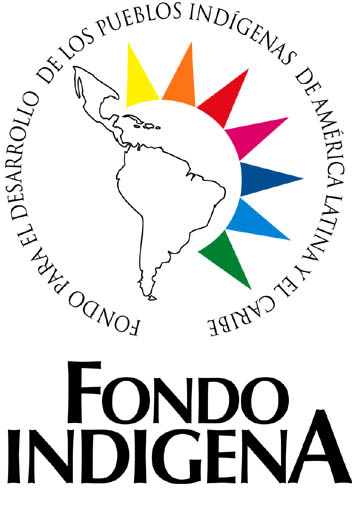 FONDO PARA EL DESARROLLO DE LOS PUEBLOS INDÍGENAS DE AMÉRICA LATINA Y EL CARIBE
FONDO
INDIGENA